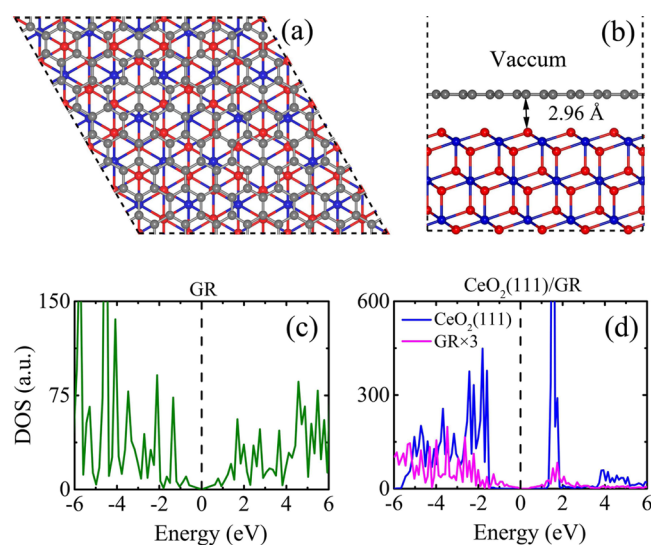 (a)
(b)
Vaccum
2.96 Å
GR
CeO₂(111)/GR
150
(c)
75
0
DOS (a.u.)
-6 -4 -2 0 2 4 6
Energy (eV)
600
CeO₂(111)
GR×3
(d)
300
0
-6 -4 -2 0 2 4 6
Energy (eV)